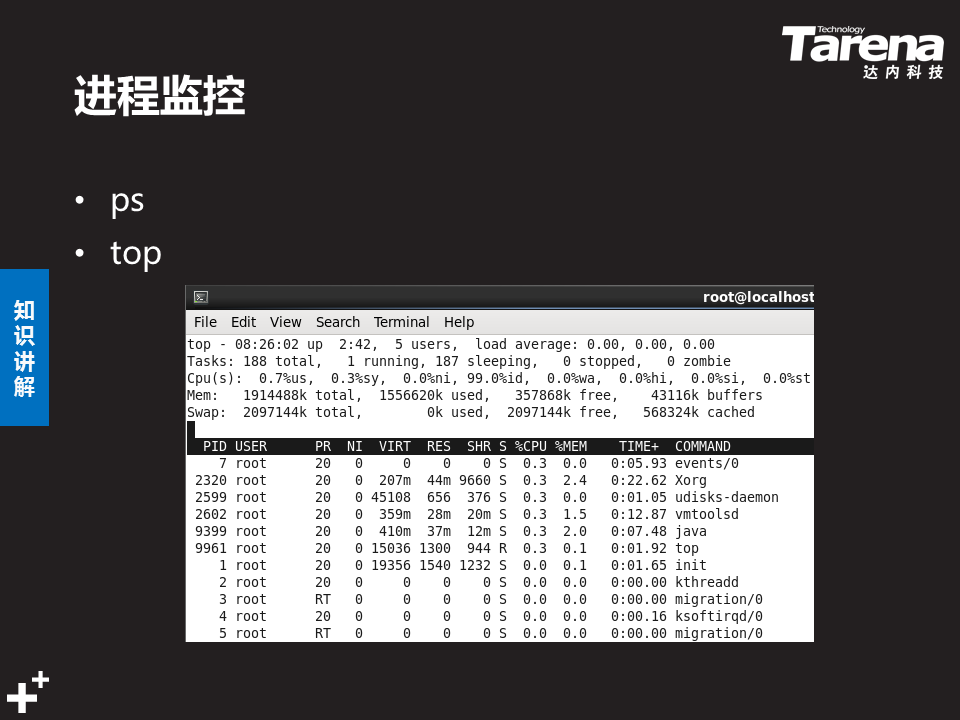 Technology
Tarena
达内科技
进程监控
• ps
• top
知识讲解
root@localhost
File Edit View Search Terminal Help
top - 08:26:02 up  2:42,  5 users,  load average: 0.00, 0.00, 0.00
Tasks: 188 total,   1 running, 187 sleeping,   0 stopped,   0 zombie
Cpu(s):  0.7%us,  0.3%sy,  0.0%ni, 99.0%id,  0.0%wa,  0.0%hi,  0.0%si,  0.0%st
Mem:   1914488k total,  1556620k used,   357868k free,    43116k buffers
Swap:  2097144k total,        0k used,  2097144k free,   568324k cached
  PID USER      PR  NI  VIRT  RES  SHR S %CPU %MEM    TIME+  COMMAND
    7 root      20   0     0    0    0 S  0.3  0.0   0:05.93 events/0
 2320 root      20   0  207m  44m 9660 S  0.3  2.4   0:22.62 Xorg
 2599 root      20   0 45108  656  376 S  0.3  0.0   0:01.05 udisks-daemon
 2602 root      20   0  359m  28m  20m S  0.3  1.5   0:12.87 vmtoolsd
 9399 root      20   0  410m  37m  12m S  0.3  2.0   0:07.48 java
 9961 root      20   0 15036 1300  944 R  0.3  0.1   0:01.92 top
    1 root      20   0 19356 1540 1232 S  0.0  0.1   0:01.65 init
    2 root      20   0     0    0    0 S  0.0  0.0   0:00.00 kthreadd
    3 root      RT   0     0    0    0 S  0.0  0.0   0:00.00 migration/0
    4 root      20   0     0    0    0 S  0.0  0.0   0:00.16 ksoftirqd/0
    5 root      RT   0     0    0    0 S  0.0  0.0   0:00.00 migration/0